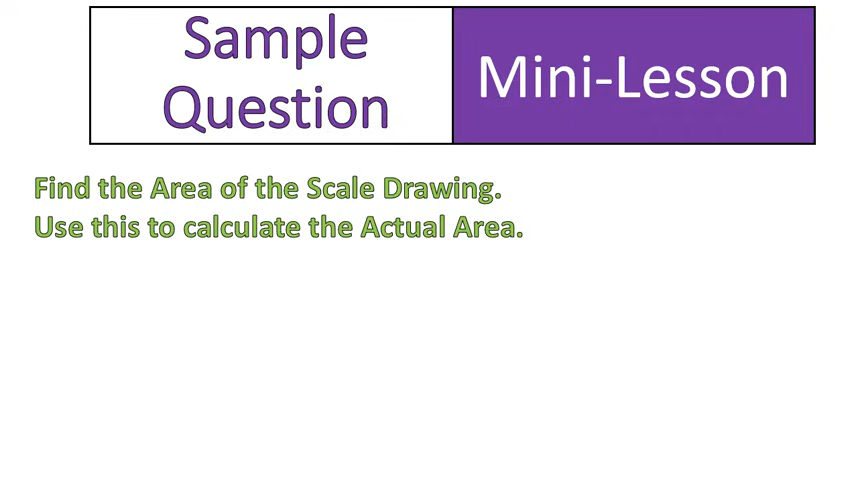 Sample
Question
Mini-Lesson
Find the Area of the Scale Drawing.
Use this to calculate the Actual Area.